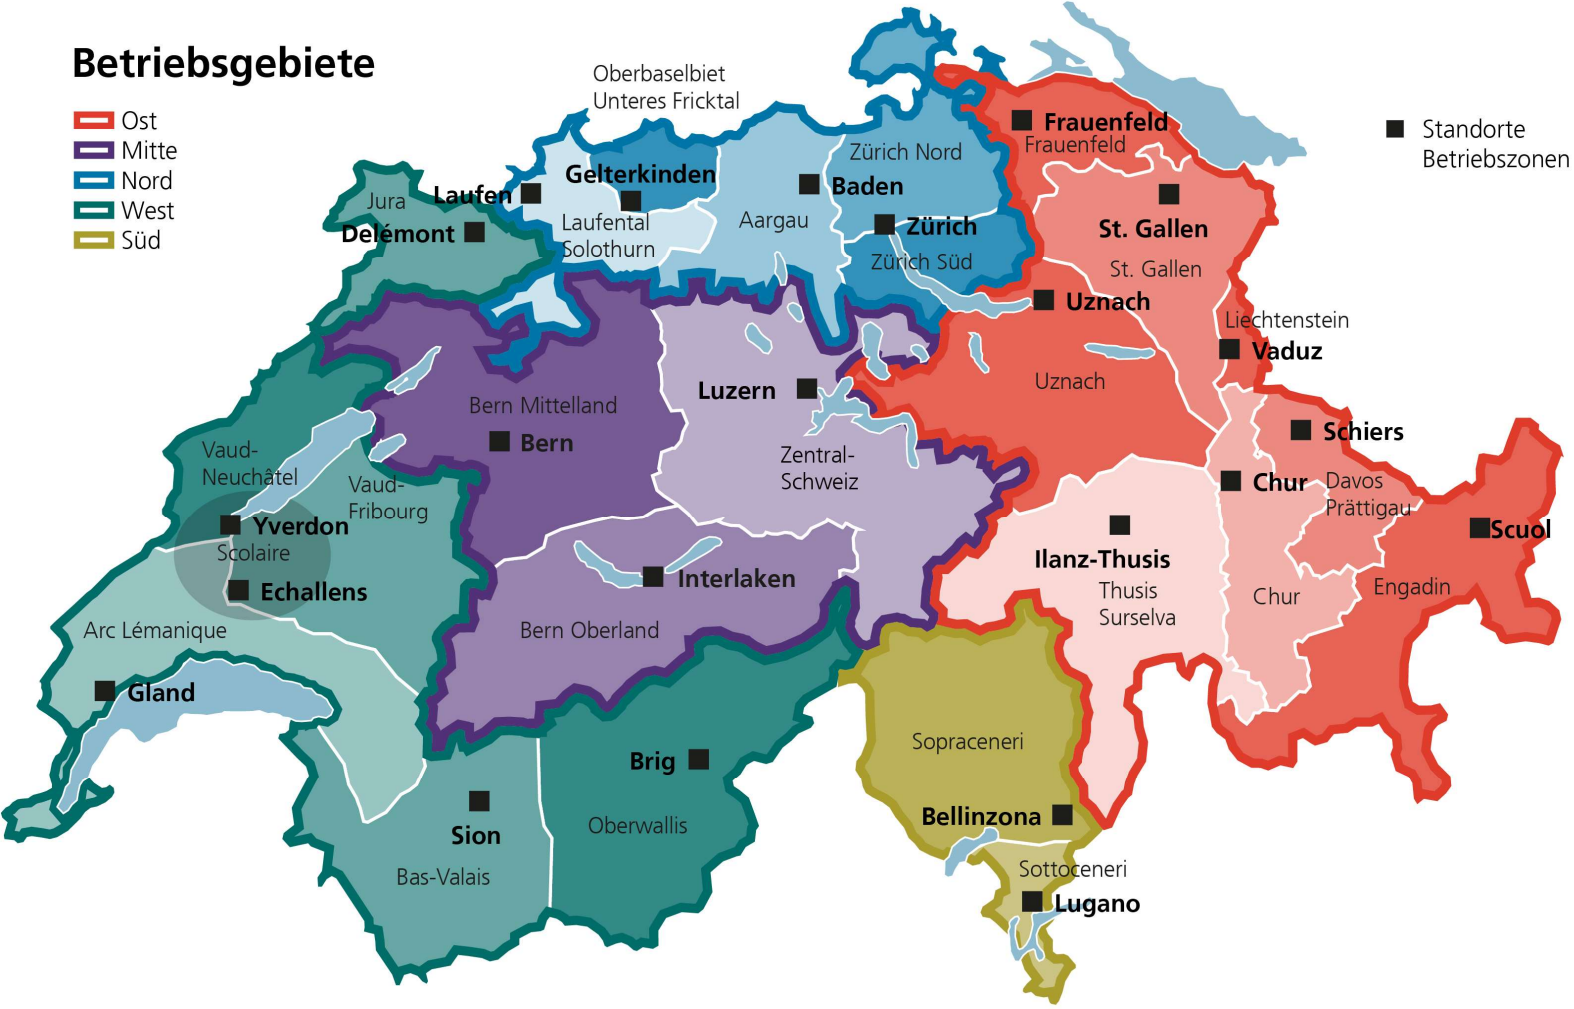 Betriebsgebiete
Ost
Mitte
Nord
West
Süd
Standorte
Betriebszonen
Oberbaselbiet
Unteres Fricktal
Frauenfeld
Frauenfeld
Zürich Nord
Gelterkinden
Baden
Laufen
Jura
Laufental
Solothurn
Aargau
Zürich
St. Gallen
Delémont
Zürich Süd
St. Gallen
Uznach
Liechtenstein
Vaduz
Uznach
Luzern
Bern Mittelland
Bern
Schiers
Vaud-
Neuchâtel
Zentral-
Schweiz
Vaud-
Fribourg
Chur
Davos
Prättigau
Yverdon
Scolaire
Scuol
Ilanz-Thusis
Interlaken
Echallens
Thusis
Surselva
Chur
Engadin
Arc Lémanique
Bern Oberland
Gland
Sopraceneri
Brig
Bellinzona
Sion
Oberwallis
Bas-Valais
Sottoceneri
Lugano